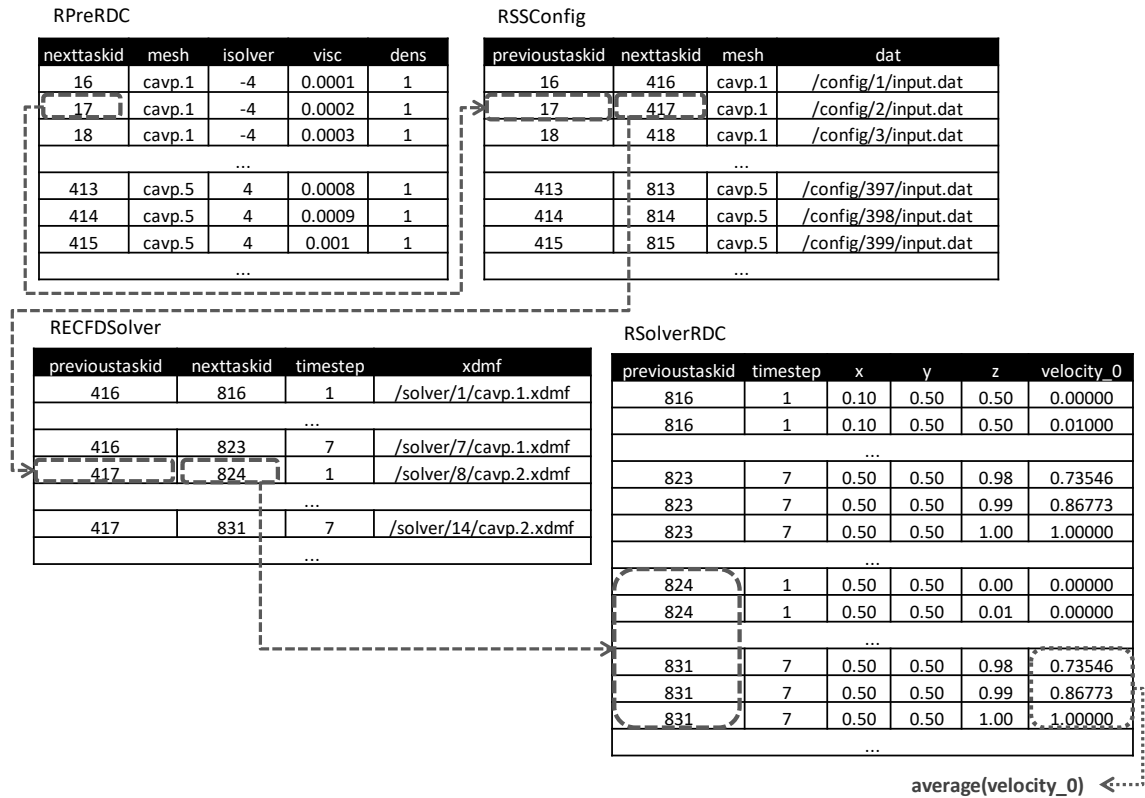 RPreRDC
nexttaskid mesh isolver visc dens
16 cavp.1 -4 0.0001 1
17 cavp.1 -4 0.0002 1
18 cavp.1 -4 0.0003 1
...
413 cavp.5 4 0.0008 1
414 cavp.5 4 0.0009 1
415 cavp.5 4 0.001 1
...
RSSConfig
previoustaskid nexttaskid mesh dat
16 416 cavp.1 /config/1/input.dat
17 417 cavp.1 /config/2/input.dat
18 418 cavp.1 /config/3/input.dat
...
413 813 cavp.5 /config/397/input.dat
414 814 cavp.5 /config/398/input.dat
415 815 cavp.5 /config/399/input.dat
...
RECFDSolver
previoustaskid nexttaskid timestep xdmf
416 816 1 /solver/1/cavp.1.xdmf
...
416 823 7 /solver/7/cavp.1.xdmf
417 824 1 /solver/8/cavp.2.xdmf
...
417 831 7 /solver/14/cavp.2.xdmf
...
RSolverRDC
previoustaskid timestep x y z velocity_0
816 1 0.10 0.50 0.50 0.00000
816 1 0.10 0.50 0.50 0.01000
...
823 7 0.50 0.50 0.98 0.73546
823 7 0.50 0.50 0.99 0.86773
823 7 0.50 0.50 1.00 1.00000
...
824 1 0.50 0.50 0.00 0.00000
824 1 0.50 0.50 0.01 0.00000
...
831 7 0.50 0.50 0.98 0.73546
831 7 0.50 0.50 0.99 0.86773
831 7 0.50 0.50 1.00 1.00000
...
average(velocity_0)